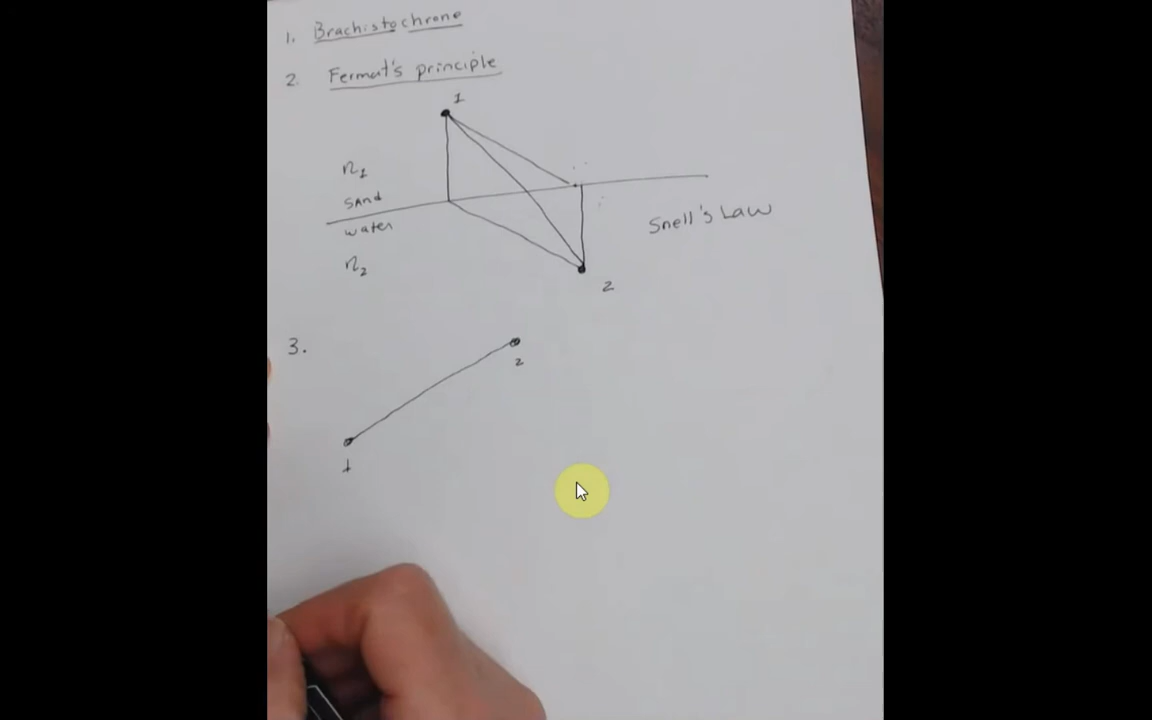 1. Brachistochrone
2. Fermat's principle
1
n1
SAnd
water
Snell's Law
n2
2
3.
2
1